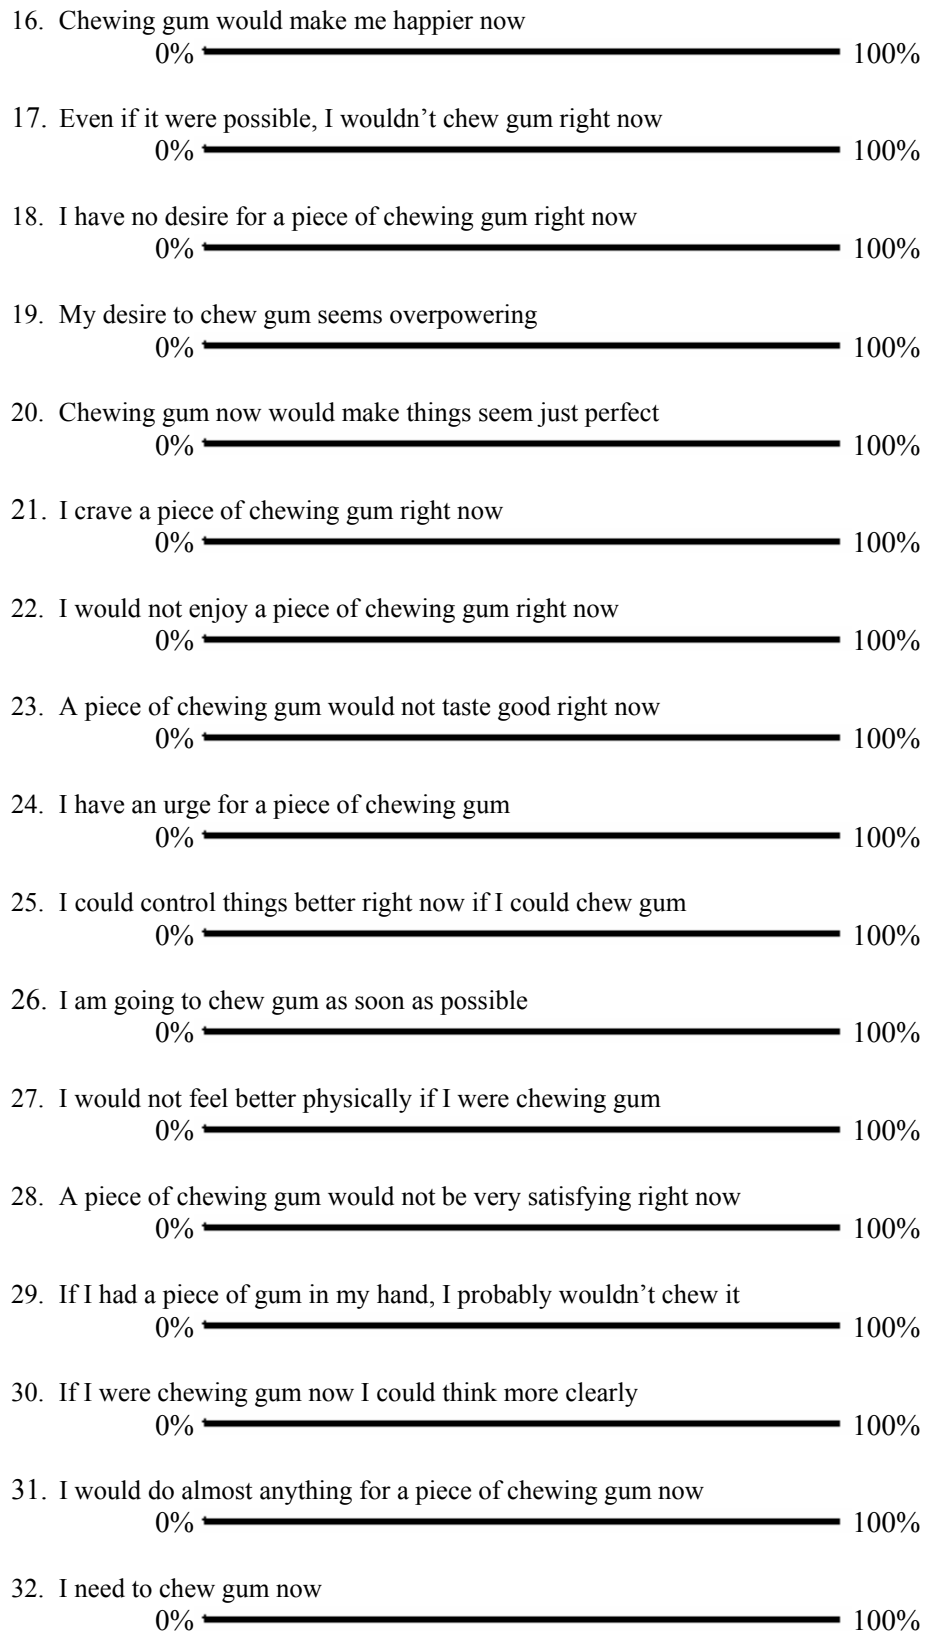 16. Chewing gum would make me happier now
0% 100%
17. Even if it were possible, I wouldn’t chew gum right now
0% 100%
18. I have no desire for a piece of chewing gum right now
0% 100%
19. My desire to chew gum seems overpowering
0% 100%
20. Chewing gum now would make things seem just perfect
0% 100%
21. I crave a piece of chewing gum right now
0% 100%
22. I would not enjoy a piece of chewing gum right now
0% 100%
23. A piece of chewing gum would not taste good right now
0% 100%
24. I have an urge for a piece of chewing gum
0% 100%
25. I could control things better right now if I could chew gum
0% 100%
26. I am going to chew gum as soon as possible
0% 100%
27. I would not feel better physically if I were chewing gum
0% 100%
28. A piece of chewing gum would not be very satisfying right now
0% 100%
29. If I had a piece of gum in my hand, I probably wouldn’t chew it
0% 100%
30. If I were chewing gum now I could think more clearly
0% 100%
31. I would do almost anything for a piece of chewing gum now
0% 100%
32. I need to chew gum now
0% 100%